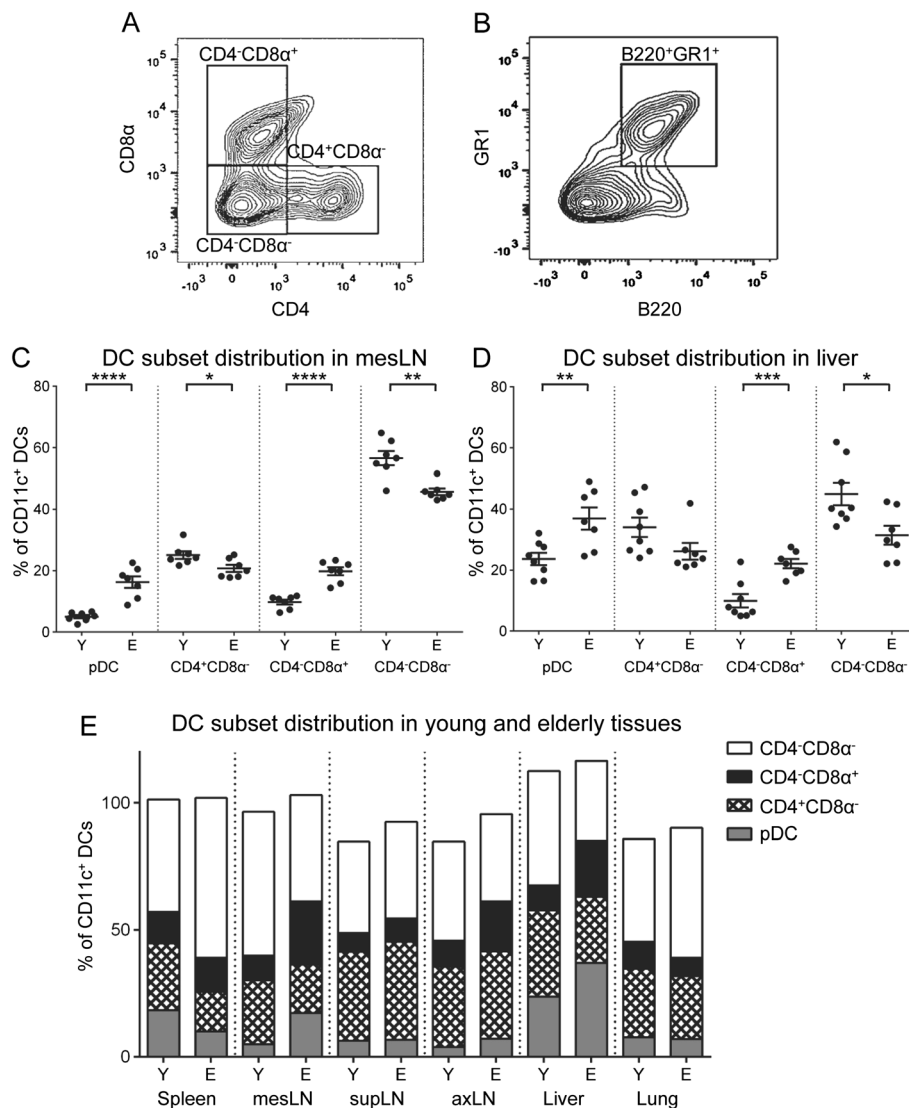 A
B
CD4⁻CD8α⁺
CD4⁺CD8α⁻
CD4⁻CD8α⁻
10⁵
10⁴
10³
0
10³
CD8α
-10³ 0 10³ 10⁴ 10⁵
CD4
B220⁺GR1⁺
10⁵
10⁴
10³
0
-10³
GR1
-10³ 0 10³ 10⁴ 10⁵
B220
C DC subset distribution in mesLN
80
60
40
20
0
% of CD11c⁺ DCs
**** * **** **
Y E Y E Y E Y E
pDC CD4⁺CD8α⁻ CD4⁻CD8α⁺ CD4⁻CD8α⁻
D DC subset distribution in liver
80
60
40
20
0
% of CD11c⁺ DCs
** *** *
Y E Y E Y E Y E
pDC CD4⁺CD8α⁻ CD4⁻CD8α⁺ CD4⁻CD8α⁻
E DC subset distribution in young and elderly tissues
100
50
0
% of CD11c⁺ DCs
Y E Y E Y E Y E Y E Y E
Spleen mesLN supLN axLN Liver Lung
CD4⁻CD8α⁻
CD4⁻CD8α⁺
CD4⁺CD8α⁻
pDC